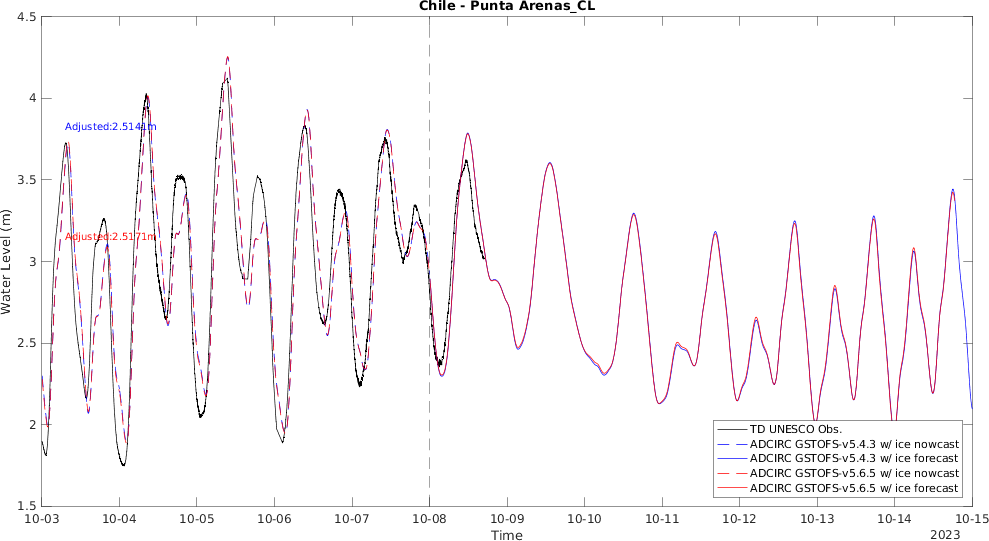 Chile - Punta Arenas_CL
4.5
4
3.5
3
2.5
2
1.5
Water Level (m)
Adjusted:2.5141m
Adjusted:2.5171m
TD UNESCO Obs.
ADCIRC GSTOFS-v5.4.3 w/ ice nowcast
ADCIRC GSTOFS-v5.4.3 w/ ice forecast
ADCIRC GSTOFS-v5.6.5 w/ ice nowcast
ADCIRC GSTOFS-v5.6.5 w/ ice forecast
10-03 10-04 10-05 10-06 10-07 10-08 10-09 10-10 10-11 10-12 10-13 10-14 10-15
Time
2023